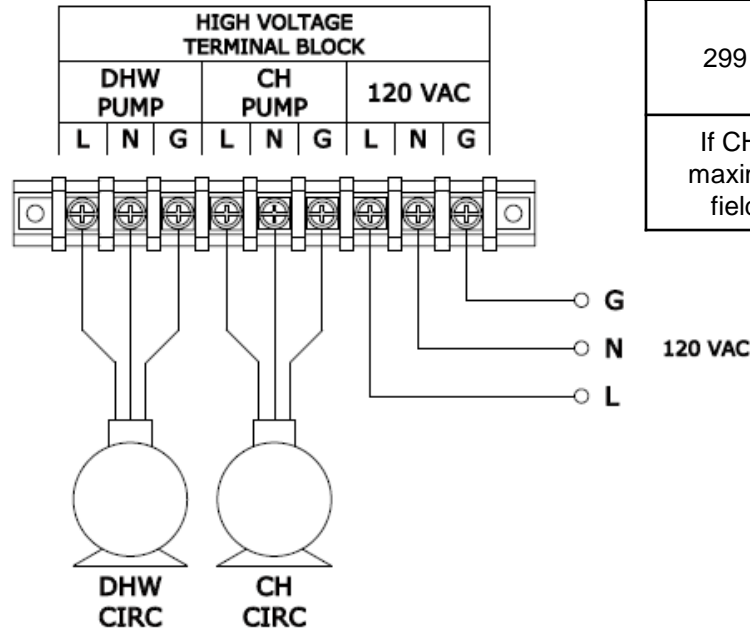 HIGH VOLTAGE
TERMINAL BLOCK
DHW
PUMP
CH
PUMP
120 VAC
L N G L N G L N G
299
If CH
maxim
field
G
N 120 VAC
L
DHW
CIRC
CH
CIRC